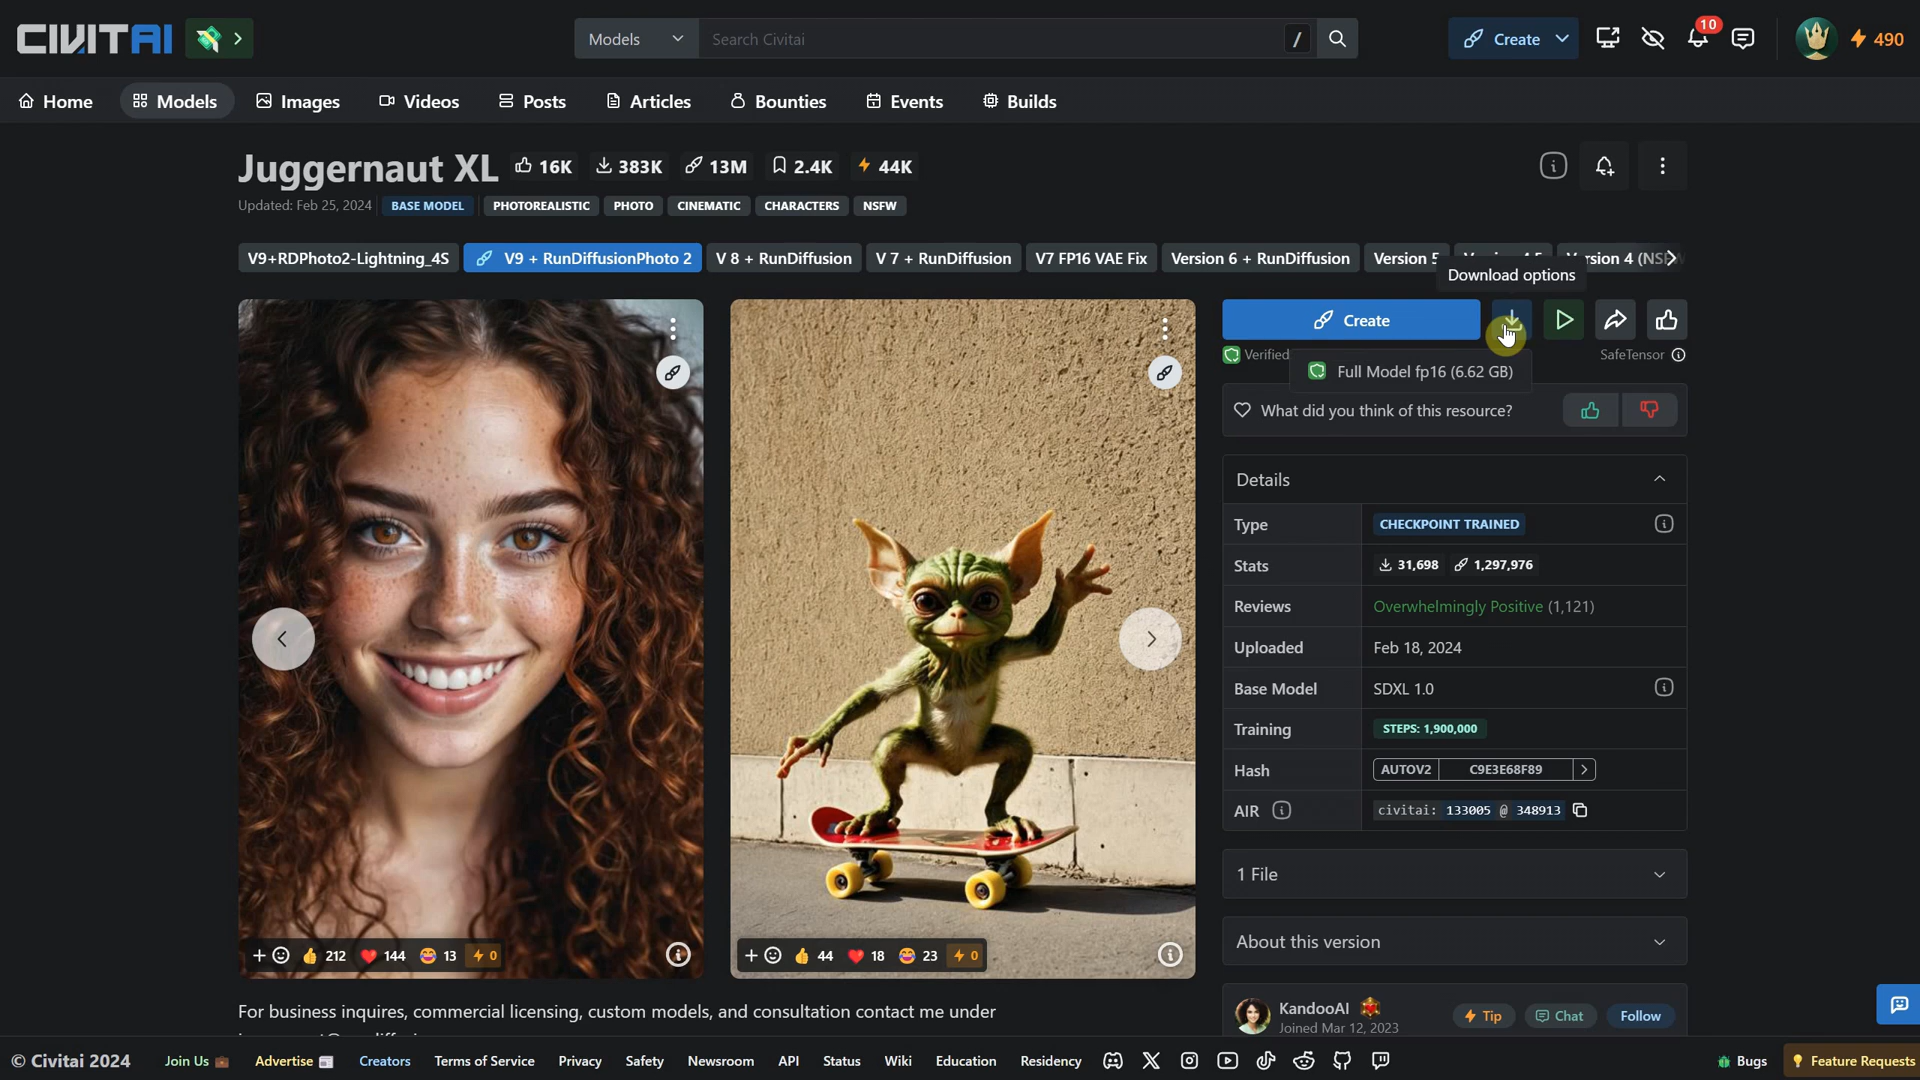 CIVITAI
Models
Search Civitai
/
Create
10
490
Home
Models
Images
Videos
Posts
Articles
Bounties
Events
Builds
Juggernaut XL
16K
383K
13M
2.4K
44K
Updated: Feb 25, 2024
BASE MODEL
PHOTOREALISTIC
PHOTO
CINEMATIC
CHARACTERS
NSFW
V9+RDPhoto2-Lightning_4S
V9 + RunDiffusionPhoto 2
V 8 + RunDiffusion
V 7 + RunDiffusion
V7 FP16 VAE Fix
Version 6 + RunDiffusion
Version 5
Download options
Create
Verified
SafeTensor
Full Model fp16 (6.62 GB)
What did you think of this resource?
Details
Type
CHECKPOINT TRAINED
Stats
31,698
1,297,976
Reviews
Overwhelmingly Positive (1,121)
Uploaded
Feb 18, 2024
Base Model
SDXL 1.0
Training
STEPS: 1,900,000
Hash
AUTOV2
C9E3E68F89
AIR
civitai: 133005 @ 348913
1 File
About this version
KandooAI
Joined Mar 12, 2023
Tip
Chat
Follow
212
144
13
0
44
18
23
0
For business inquires, commercial licensing, custom models, and consultation contact me under
© Civitai 2024
Join Us
Advertise
Creators
Terms of Service
Privacy
Safety
Newsroom
API
Status
Wiki
Education
Residency
Bugs
Feature Requests